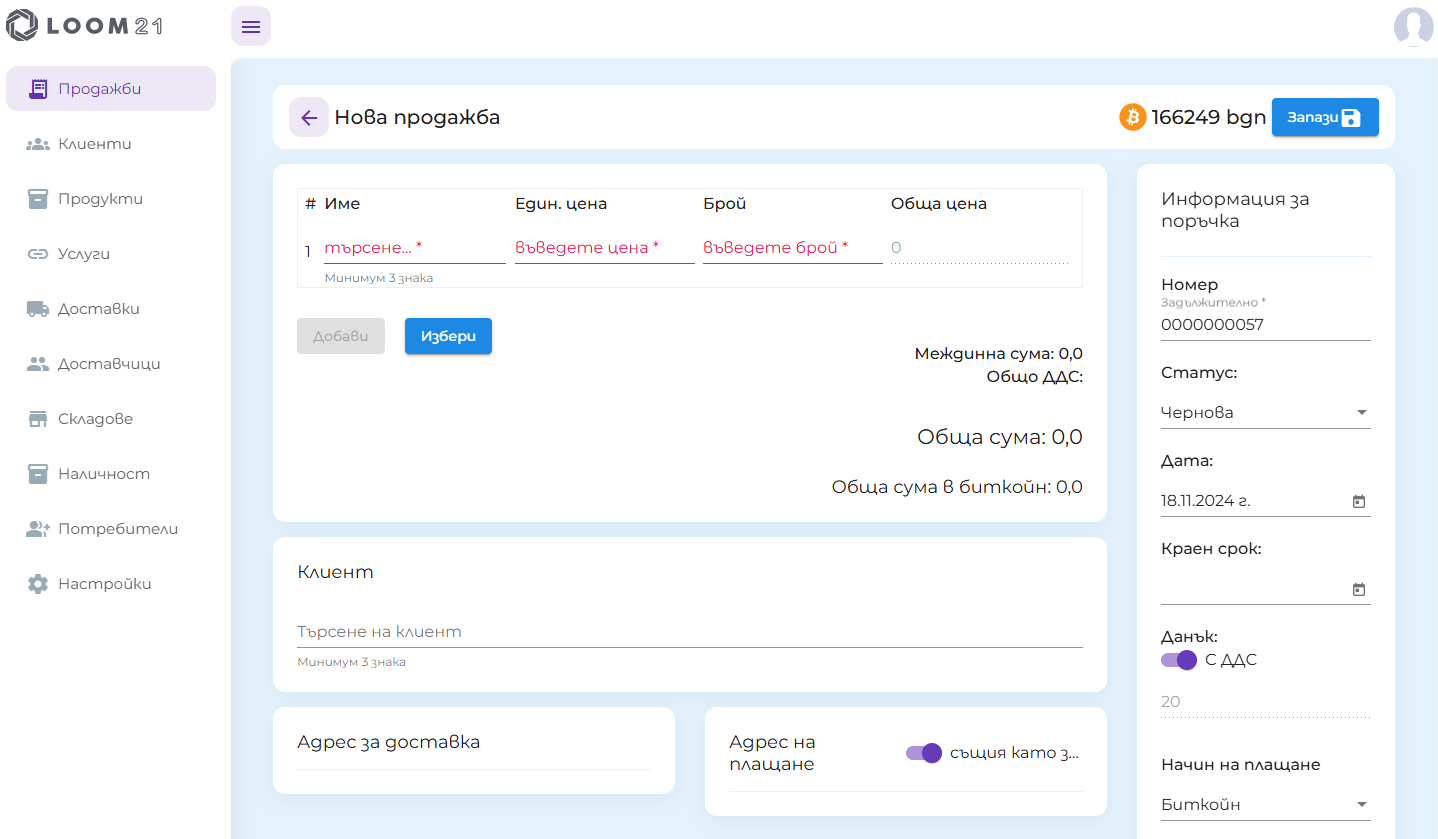 LOOM 21
Продажби
Клиенти
Продукти
Услуги
Доставки
Доставчици
Складове
Наличност
Потребители
Настройки
Нова продажба
166249 bgn
Запази
# Име Един. цена Брой Обща цена
1 търсене... * въведете цена * въведете брой * 0
Минимум 3 знака
Добави
Избери
Междинна сума: 0,0
Общо ДДС:
Обща сума: 0,0
Обща сума в биткойн: 0,0
Клиент
Търсене на клиент
Минимум 3 знака
Адрес за доставка
Адрес на
плащане
същия като з...
Информация за
поръчка
Номер
Задължително *
0000000057
Статус:
Чернова
Дата:
18.11.2024 г.
Краен срок:
Данък:
С ДДС
20
Начин на плащане
Биткойн